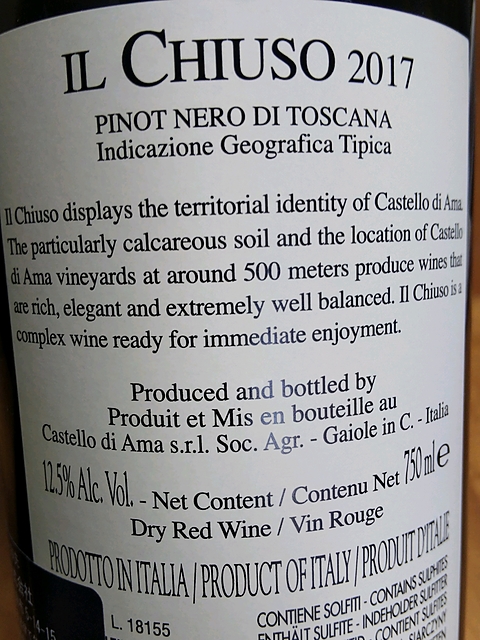 IL CHIUSO 2017
PINOT NERO DI TOSCANA
Indicazione Geografica Tipica
Il Chiuso displays the territorial identity of Castello di Ama.
The particularly calcareous soil and the location of Castello
di Ama vineyards at around 500 meters produce wines that
are rich, elegant and extremely well balanced. Il Chiuso is a
complex wine ready for immediate enjoyment.
Produced and bottled by
Produit et Mis en bouteille au
Castello di Ama s.r.l. Soc. Agr. - Gaiole in C. - Italia
12.5% Alc. Vol. - Net Content / Contenu Net 750 ml e
Dry Red Wine / Vin Rouge
PRODOTTO IN ITALIA / PRODUCT OF ITALY / PRODUIT D'ITALIE
L. 18155
CONTIENE SOLFITI - CONTAINS SULPHITES
ENTHÄLT SULFITE - INDEHOLDER SULFITTER
CONTIENT SULFITES
SIARCZYNY